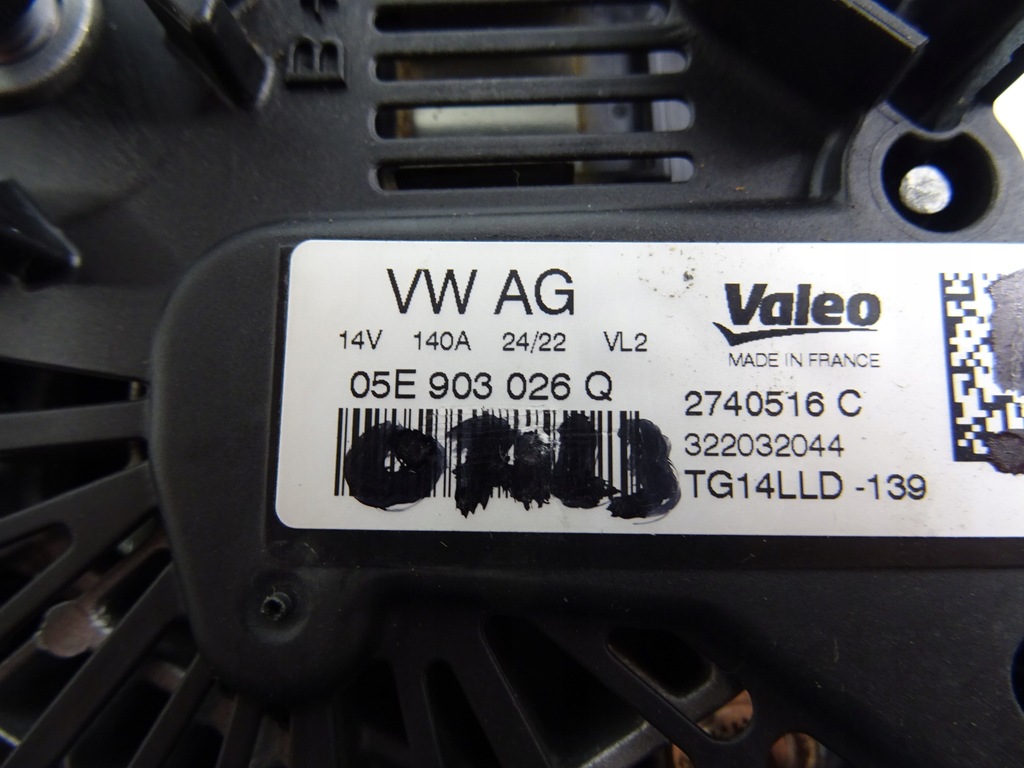 B+
VW AG
14V 140A 24/22 VL2
05E 903 026 Q
Valeo
MADE IN FRANCE
2740516 C
322032044
TG14LLD -139